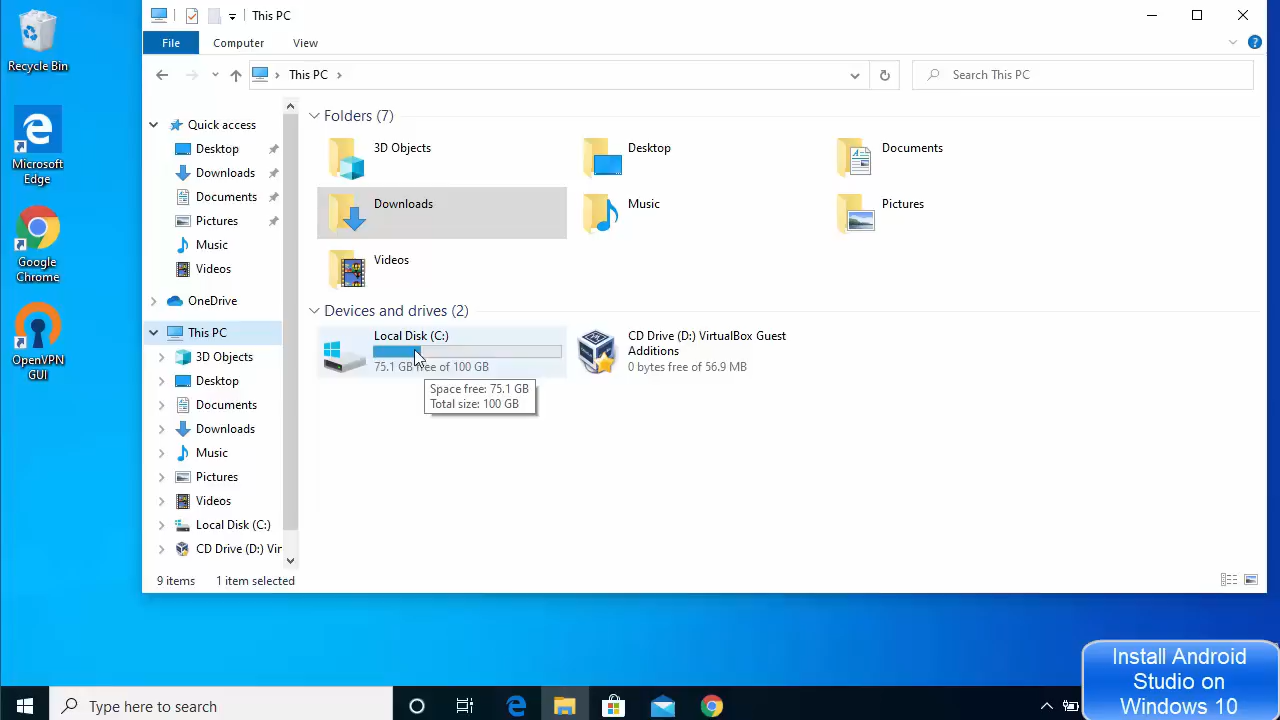 This PC
File
Computer
View
This PC
Search This PC
Recycle Bin
Microsoft
Edge
Google
Chrome
OpenVPN
GUI
Quick access
Desktop
Downloads
Documents
Pictures
Music
Videos
OneDrive
This PC
3D Objects
Desktop
Documents
Downloads
Music
Pictures
Videos
Local Disk (C:)
CD Drive (D:) Vir
Folders (7)
3D Objects
Desktop
Documents
Downloads
Music
Pictures
Videos
Devices and drives (2)
Local Disk (C:)
75.1 GB free of 100 GB
Space free: 75.1 GB
Total size: 100 GB
CD Drive (D:) VirtualBox Guest
Additions
0 bytes free of 56.9 MB
9 items
1 item selected
Type here to search
Install Android
Studio on
Windows 10